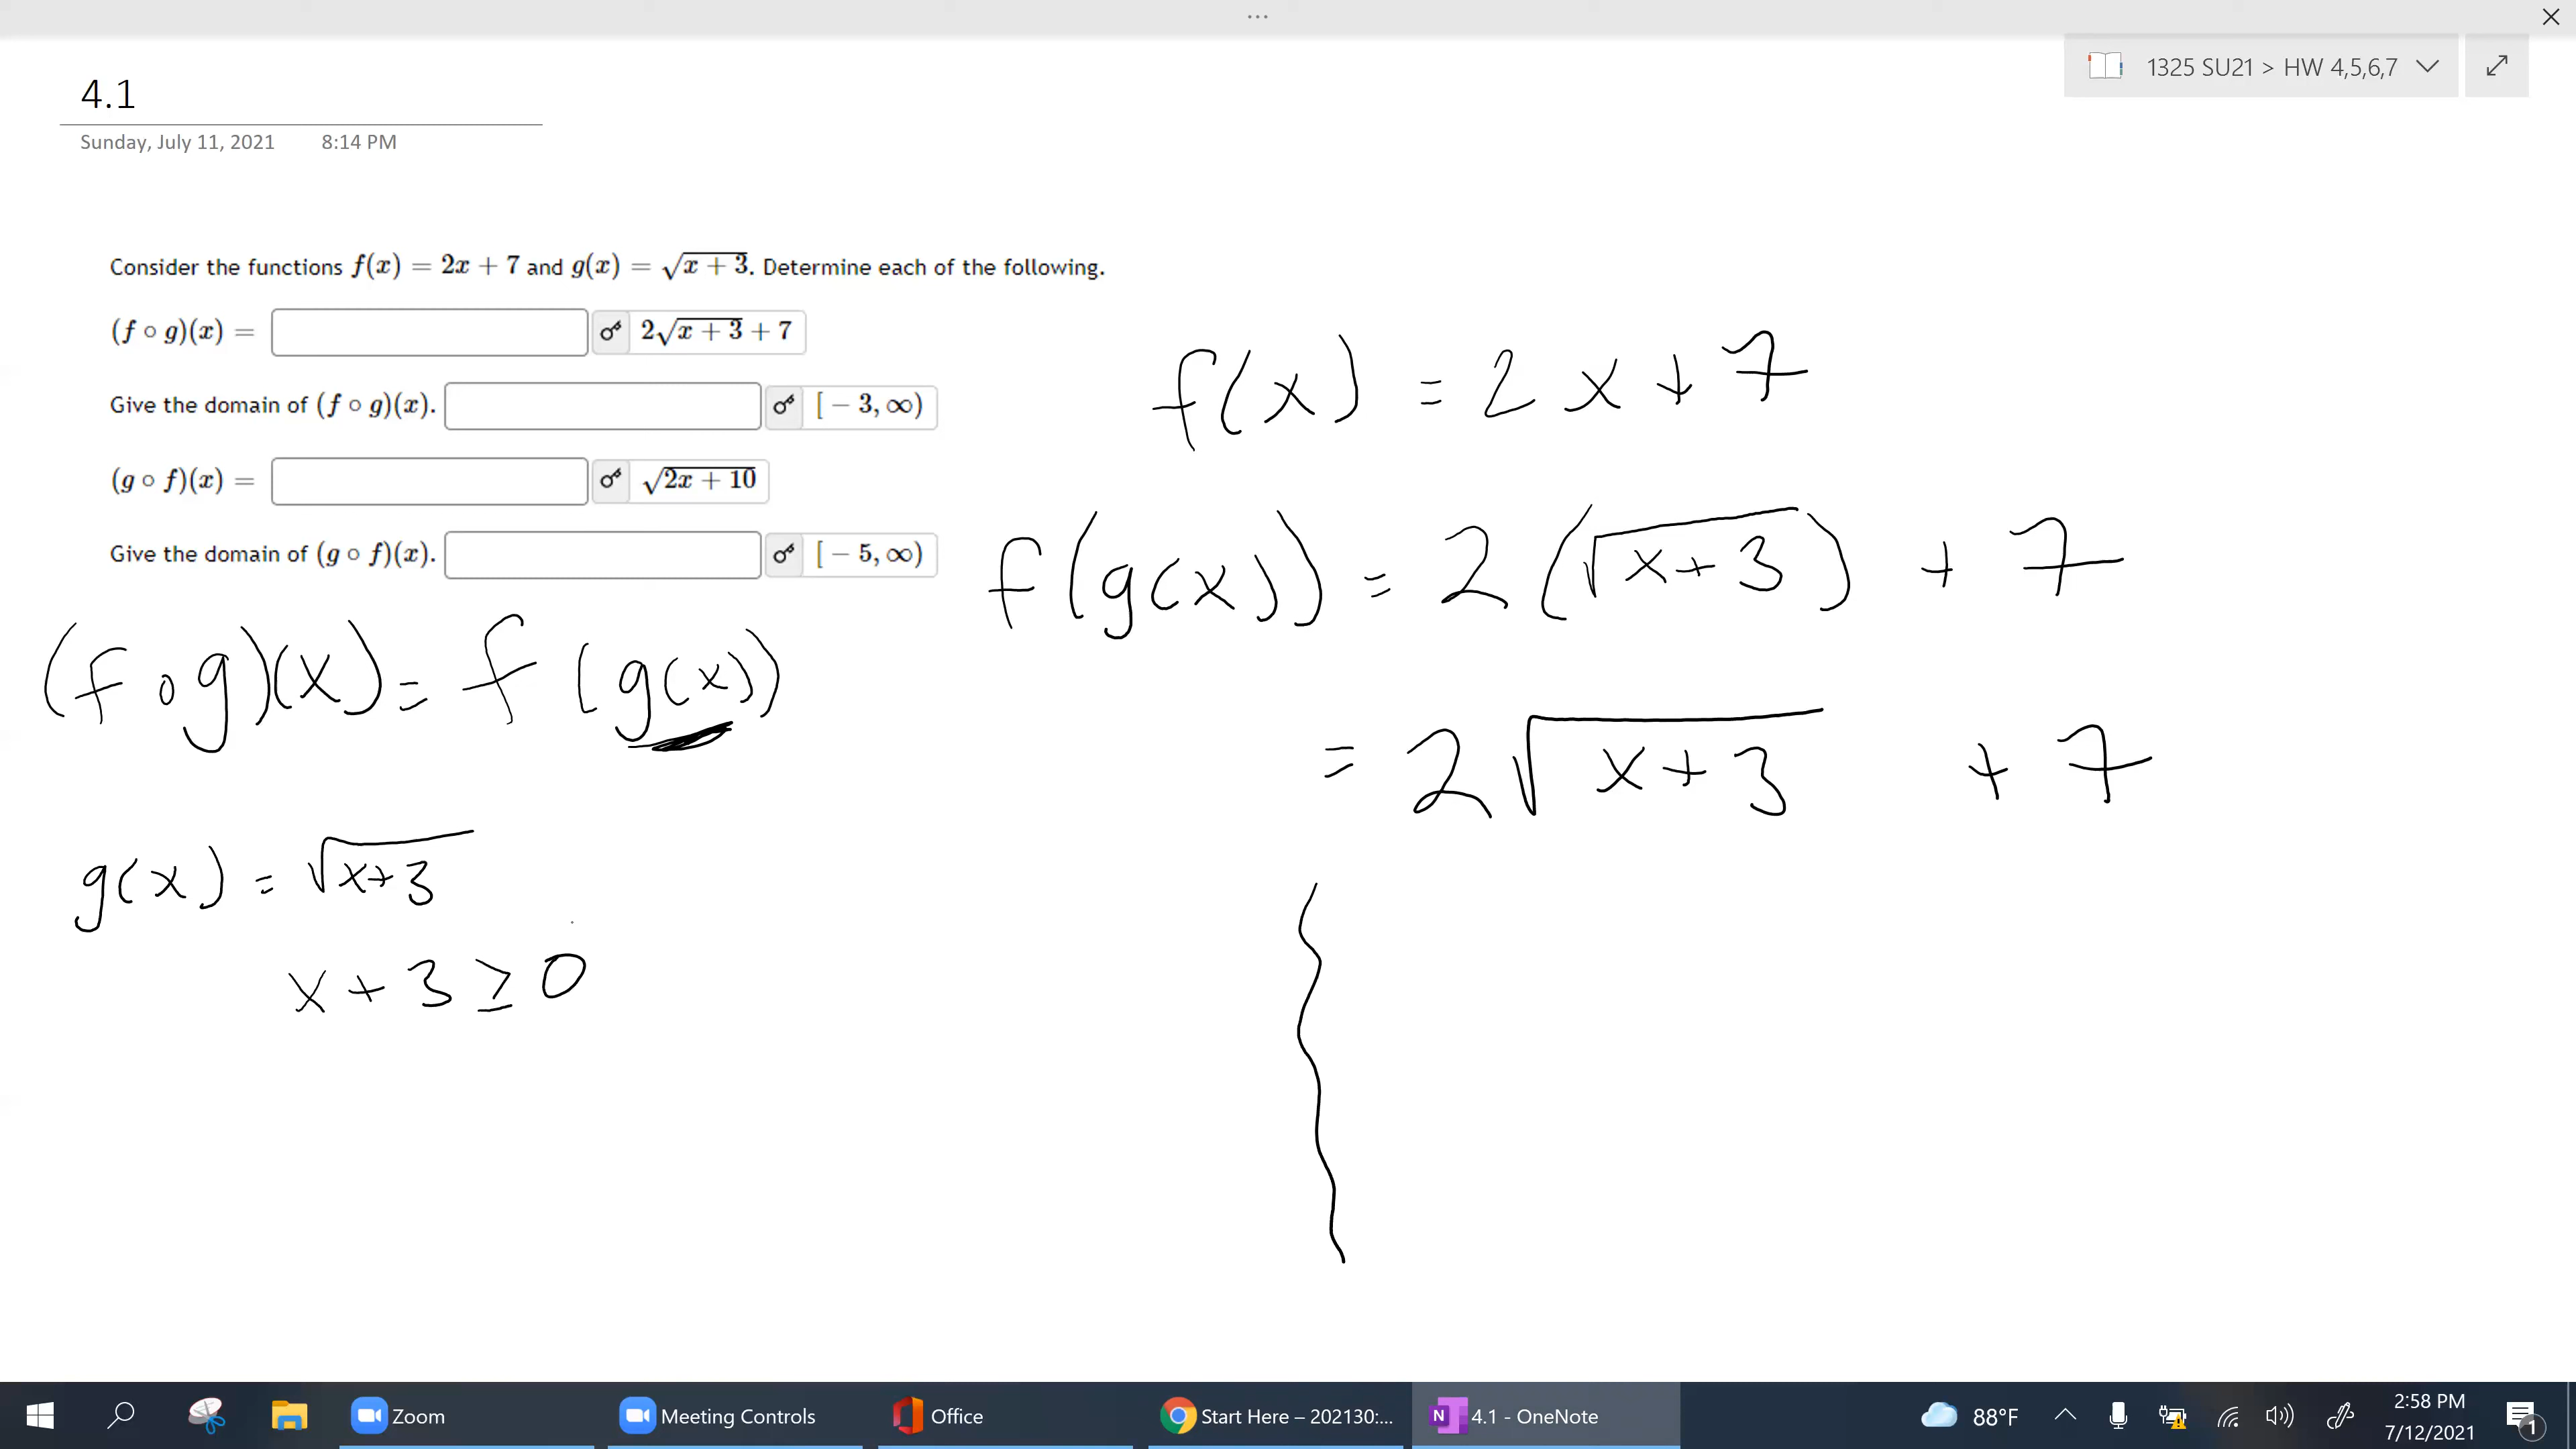 1325 SU21 > HW 4,5,6,7
4.1
Sunday, July 11, 2021 8:14 PM
Consider the functions f(x) = 2x + 7 and g(x) = √(x + 3). Determine each of the following.
(f ∘ g)(x) = 2√(x + 3) + 7
Give the domain of (f ∘ g)(x). [ − 3, ∞)
(g ∘ f)(x) = √(2x + 10)
Give the domain of (g ∘ f)(x). [ − 5, ∞)
(f ∘ g)(x) = f(g(x))
g(x) = √(x+3)
x + 3 ≥ 0
f(x) = 2x + 7
f(g(x)) = 2(√(x+3)) + 7
= 2√(x+3) + 7
Zoom
Meeting Controls
Office
Start Here – 202130:...
4.1 - OneNote
88°F
2:58 PM
7/12/2021
1